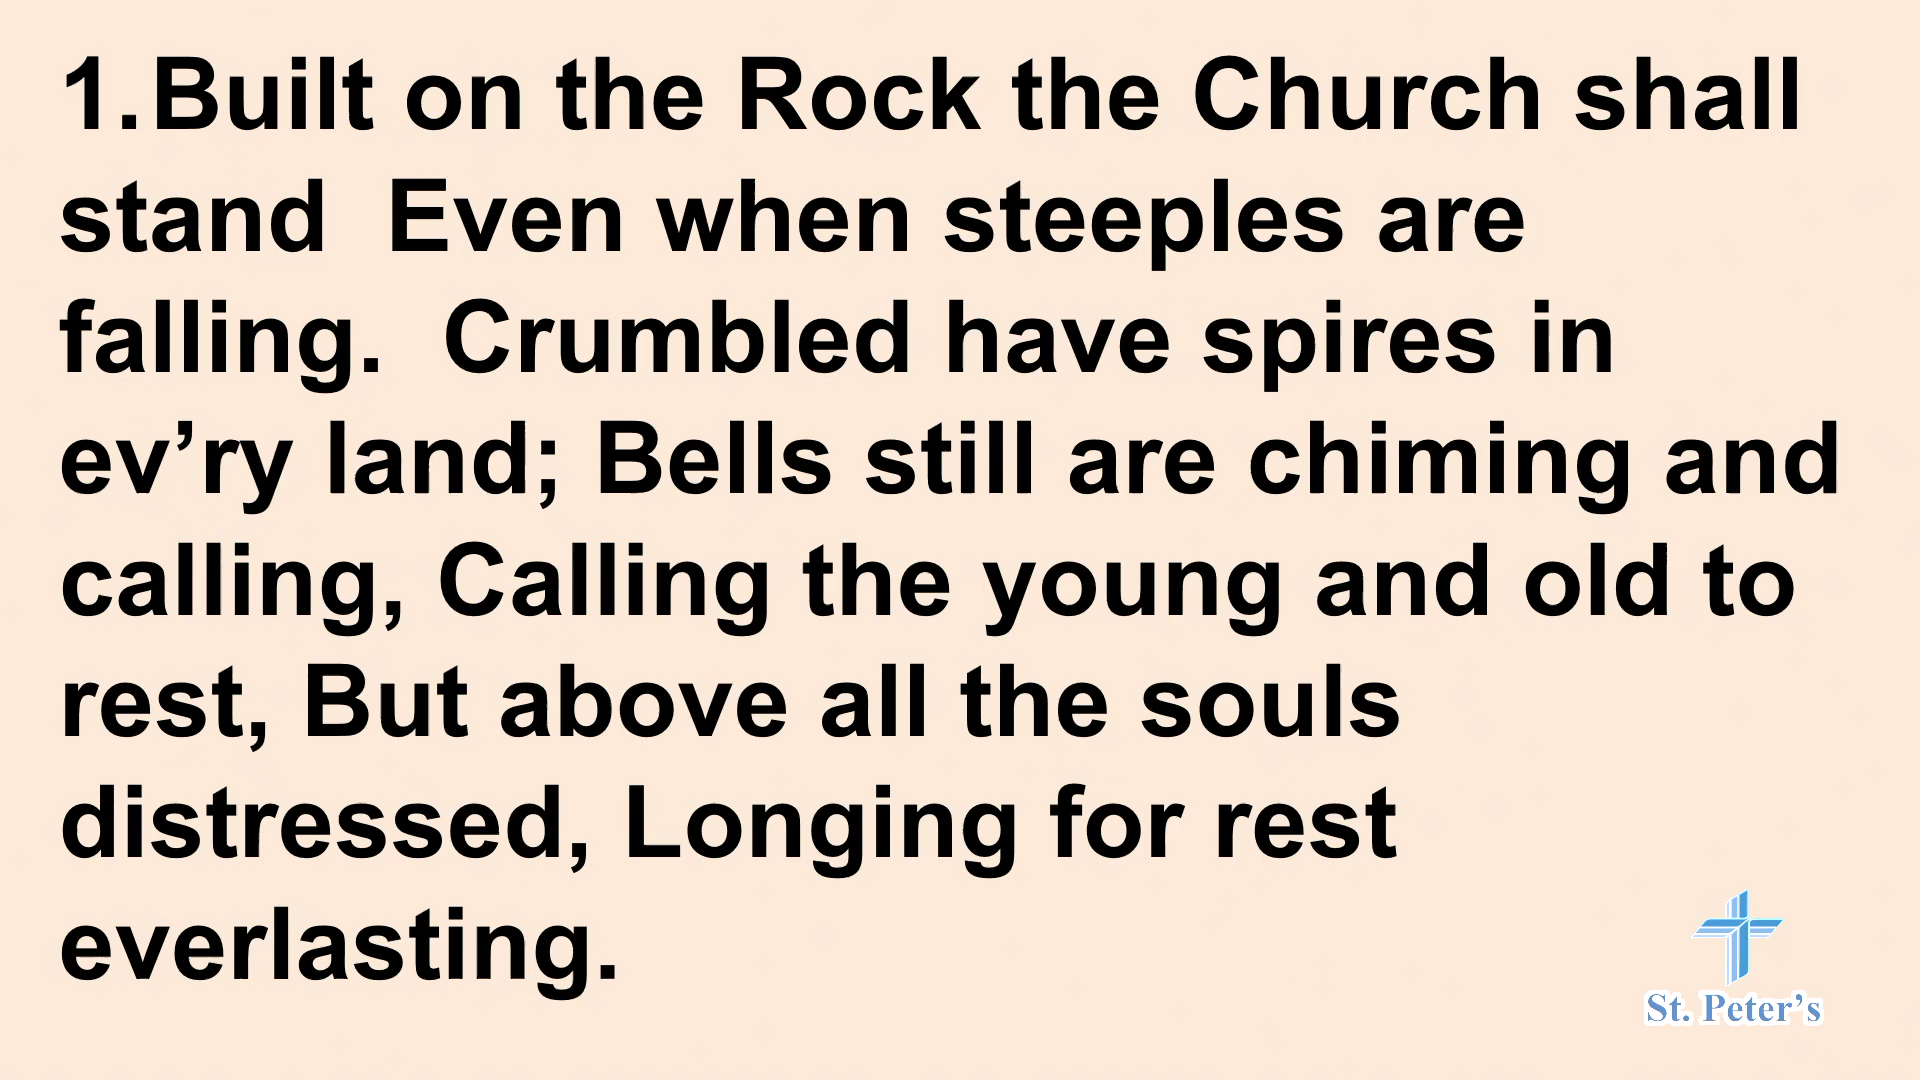 1.Built on the Rock the Church shall
stand  Even when steeples are
falling.  Crumbled have spires in
ev’ry land; Bells still are chiming and
calling, Calling the young and old to
rest, But above all the souls
distressed, Longing for rest
everlasting.
St. Peter’s